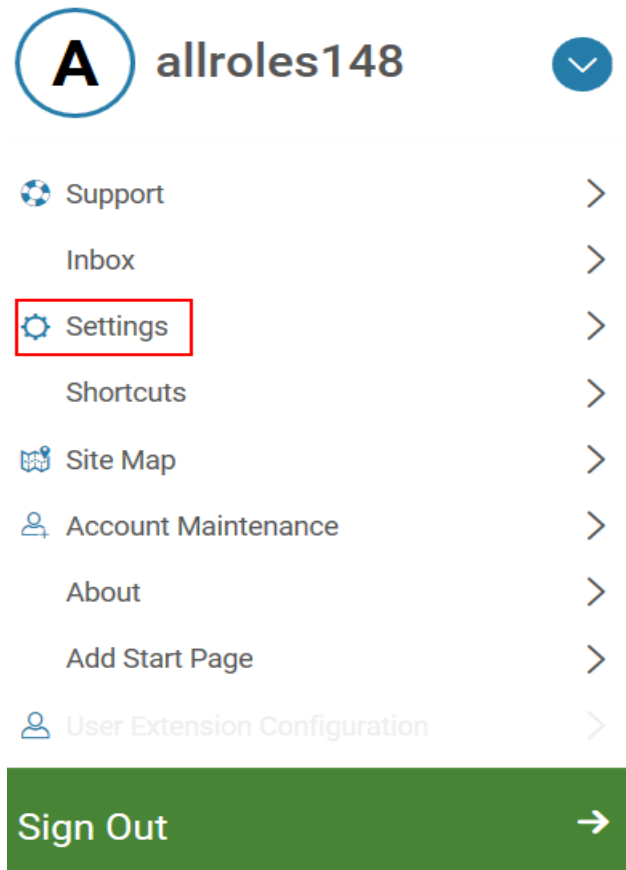 A
allroles148
Support
Inbox
Settings
Shortcuts
Site Map
Account Maintenance
About
Add Start Page
User Extension Configuration
Sign Out